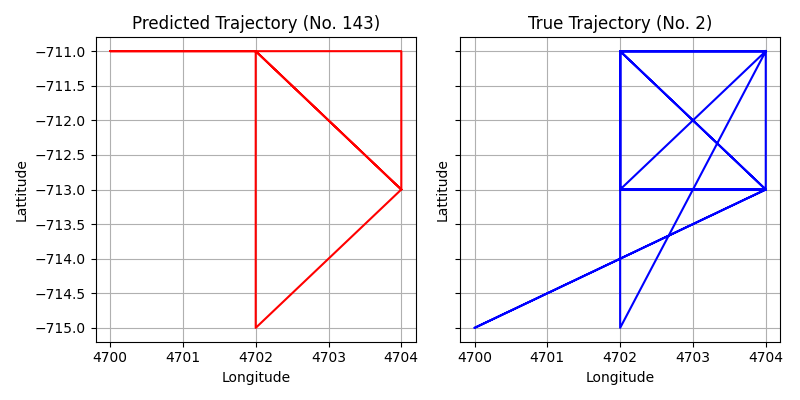 Predicted Trajectory (No. 143)
True Trajectory (No. 2)
−711.0
−711.5
−712.0
−712.5
−713.0
−713.5
−714.0
−714.5
−715.0
Lattitude
Lattitude
4700 4701 4702 4703 4704
4700 4701 4702 4703 4704
Longitude
Longitude